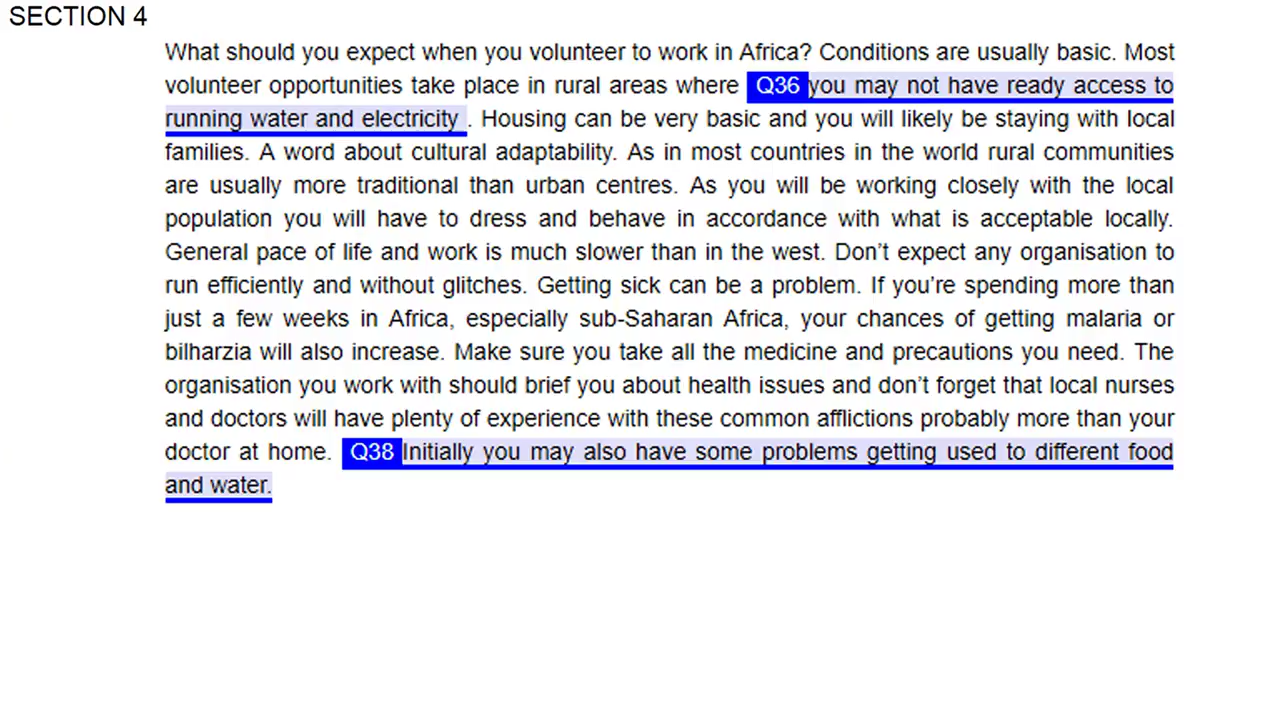 SECTION 4
What should you expect when you volunteer to work in Africa? Conditions are usually basic. Most
volunteer opportunities take place in rural areas where Q36 you may not have ready access to
running water and electricity . Housing can be very basic and you will likely be staying with local
families. A word about cultural adaptability. As in most countries in the world rural communities
are usually more traditional than urban centres. As you will be working closely with the local
population you will have to dress and behave in accordance with what is acceptable locally.
General pace of life and work is much slower than in the west. Don’t expect any organisation to
run efficiently and without glitches. Getting sick can be a problem. If you’re spending more than
just a few weeks in Africa, especially sub-Saharan Africa, your chances of getting malaria or
bilharzia will also increase. Make sure you take all the medicine and precautions you need. The
organisation you work with should brief you about health issues and don’t forget that local nurses
and doctors will have plenty of experience with these common afflictions probably more than your
doctor at home. Q38 Initially you may also have some problems getting used to different food
and water.